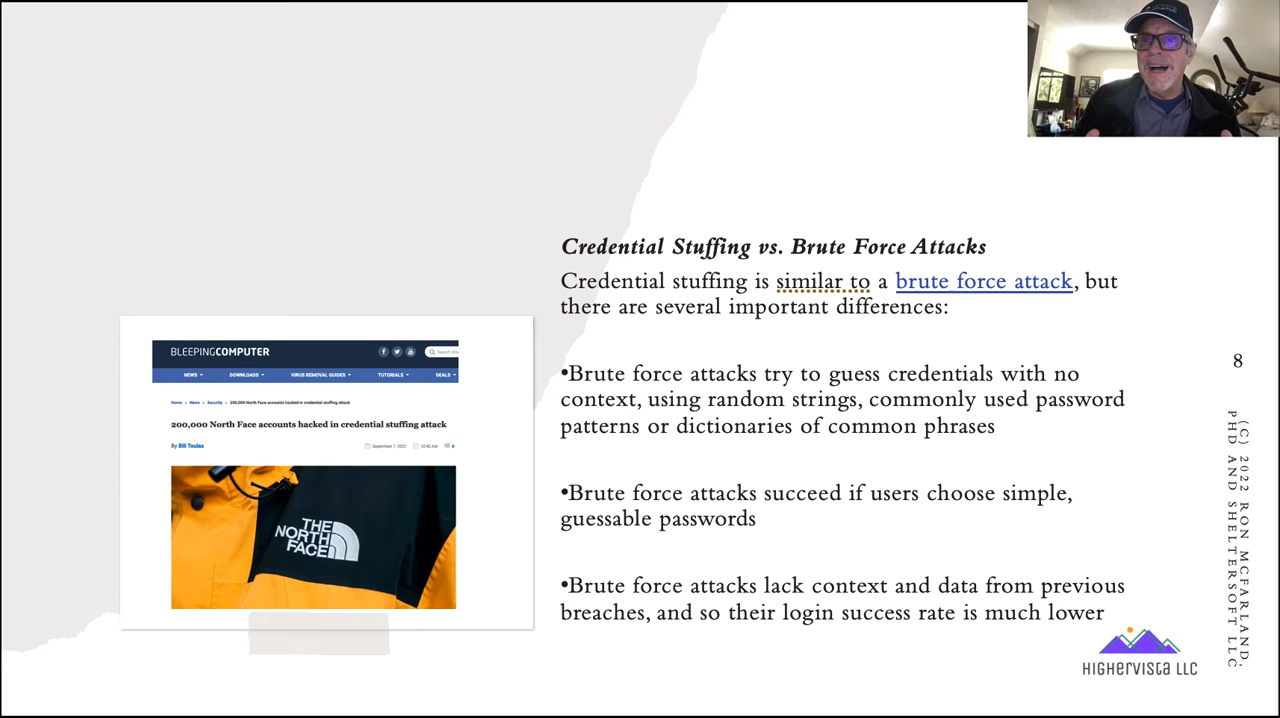 Credential Stuffing vs. Brute Force Attacks
Credential stuffing is similar to a brute force attack, but
there are several important differences:
•Brute force attacks try to guess credentials with no
context, using random strings, commonly used password
patterns or dictionaries of common phrases
•Brute force attacks succeed if users choose simple,
guessable passwords
•Brute force attacks lack context and data from previous
breaches, and so their login success rate is much lower
BLEEPINGCOMPUTER
NEWS
DOWNLOADS
VIRUS REMOVAL GUIDES
TUTORIALS
DEALS
Home > News > Security > 200,000 North Face accounts hacked in credential stuffing attack
200,000 North Face accounts hacked in credential stuffing attack
By Bill Toulas
September 7, 2022
10:40 AM
THE
NORTH
FACE
8
(C) 2022 RON MCFARLAND,
PHD AND SHELTERSOFT LLC
HIGHERVISTA LLC